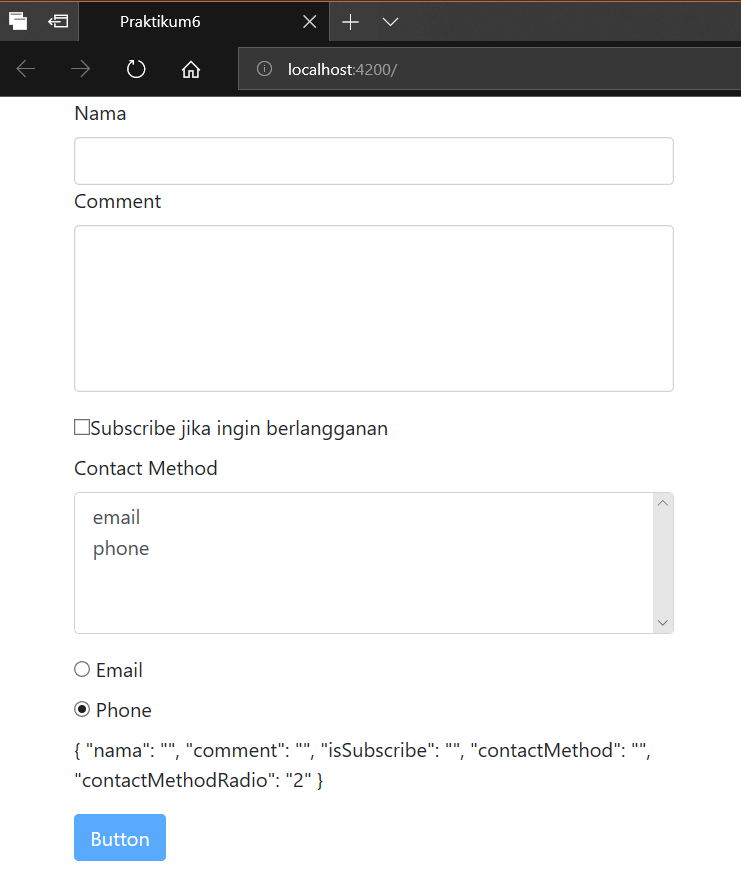 Praktikum6
localhost:4200/
Nama
Comment
Subscribe jika ingin berlangganan
Contact Method
email
phone
Email
Phone
{ "nama": "", "comment": "", "isSubscribe": "", "contactMethod": "",
"contactMethodRadio": "2" }
Button